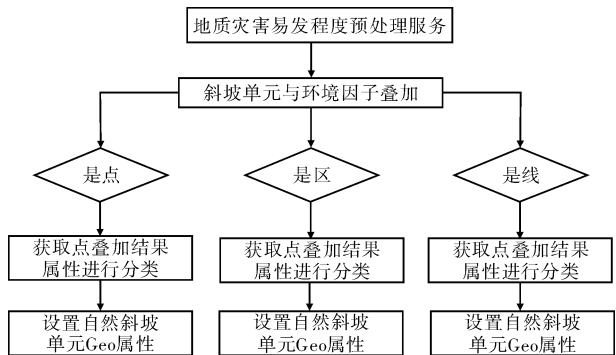 地质灾害易发程度预处理服务
斜坡单元与环境因子叠加
是点
是区
是线
获取点叠加结果
属性进行分类
获取点叠加结果
属性进行分类
获取点叠加结果
属性进行分类
设置自然斜坡
单元Geo属性
设置自然斜坡
单元Geo属性
设置自然斜坡
单元Geo属性